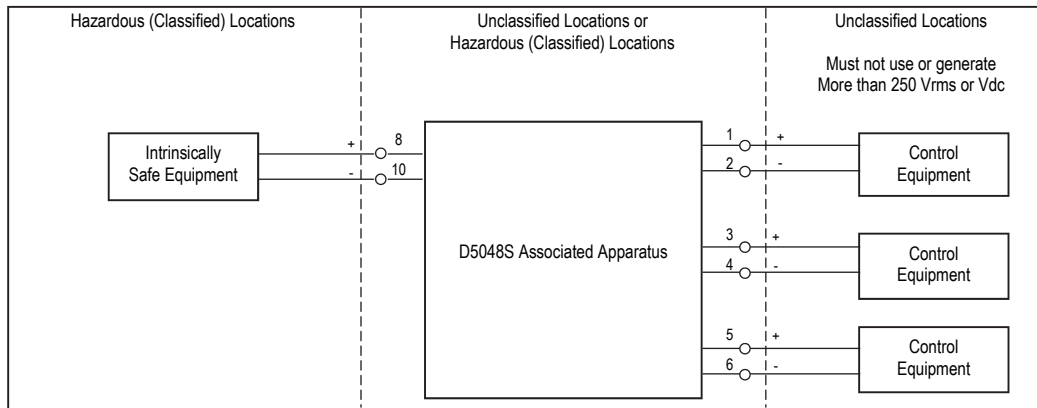 Hazardous (Classified) Locations
Unclassified Locations or
Hazardous (Classified) Locations
Unclassified Locations
Must not use or generate
More than 250 Vrms or Vdc
Intrinsically
Safe Equipment
+ 8
- 10
D5048S Associated Apparatus
1 +
2 -
Control
Equipment
3 +
4 -
Control
Equipment
5 +
6 -
Control
Equipment